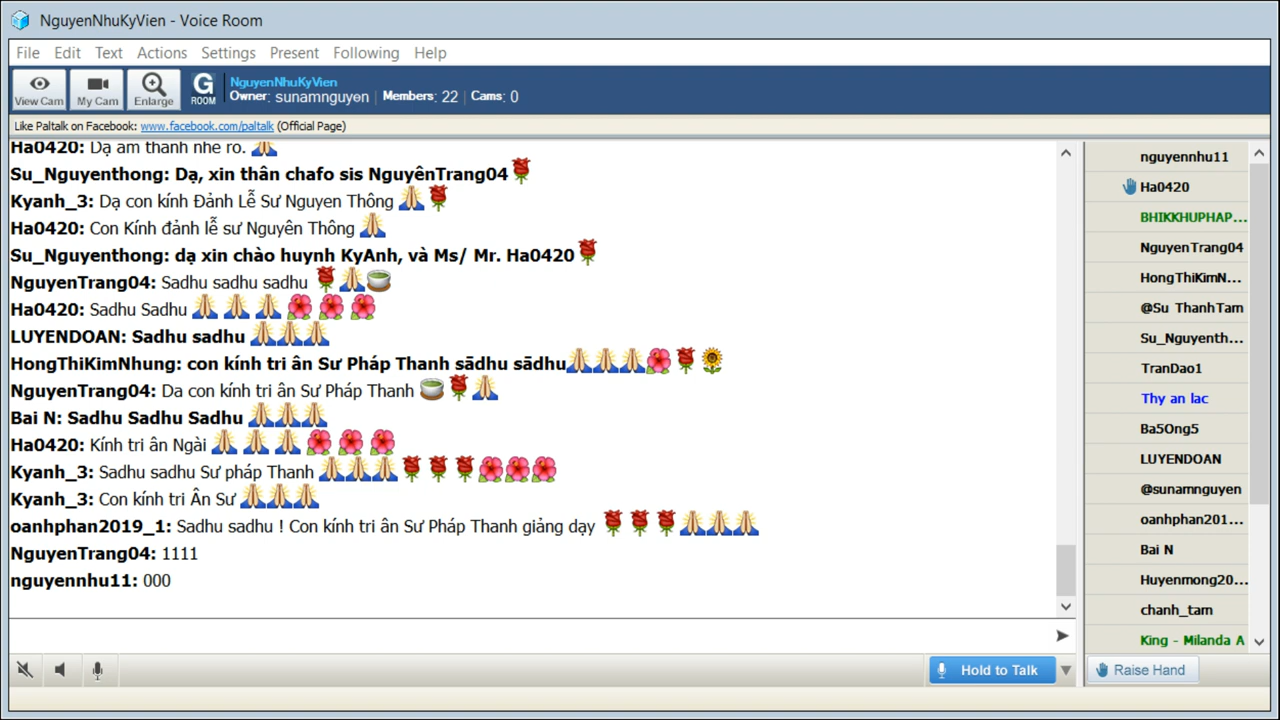 NguyenNhuKyVien - Voice Room
File Edit Text Actions Settings Present Following Help
View Cam
My Cam
Enlarge
G ROOM
NguyenNhuKyVien
Owner: sunamnguyen | Members: 22 | Cams: 0
Like Paltalk on Facebook: www.facebook.com/paltalk (Official Page)
Ha0420: Dạ âm thanh nhe ro.
Su_Nguyenthong: Dạ, xin thân chafo sis NguyênTrang04
Kyanh_3: Dạ con kính Đảnh Lễ Sư Nguyen Thông
Ha0420: Con Kính đảnh lễ sư Nguyên Thông
Su_Nguyenthong: dạ xin chào huynh KyAnh, và Ms/ Mr. Ha0420
NguyenTrang04: Sadhu sadhu sadhu
Ha0420: Sadhu Sadhu
LUYENDOAN: Sadhu sadhu
HongThiKimNhung: con kính tri ân Sư Pháp Thanh sādhu sādhu
NguyenTrang04: Da con kính tri ân Sư Pháp Thanh
Bai N: Sadhu Sadhu Sadhu
Ha0420: Kính tri ân Ngài
Kyanh_3: Sadhu sadhu Sư pháp Thanh
Kyanh_3: Con kính tri Ân Sư
oanhphan2019_1: Sadhu sadhu ! Con kính tri ân Sư Pháp Thanh giảng dạy
NguyenTrang04: 1111
nguyennhu11: 000
Hold to Talk
nguyennhu11
Ha0420
BHIKKHUPHAP...
NguyenTrang04
HongThiKimN...
@Su ThanhTam
Su_Nguyenth...
TranDao1
Thy an lac
Ba5Ong5
LUYENDOAN
@sunamnguyen
oanhphan201...
Bai N
Huyenmong20...
chanh_tam
King - Milanda A
Raise Hand